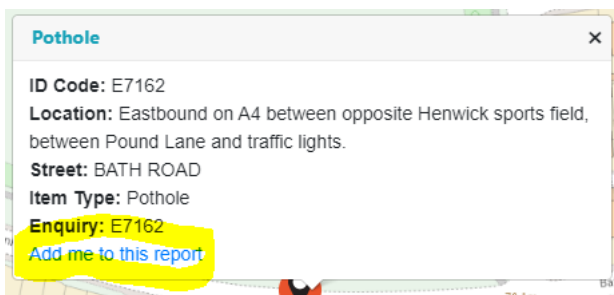 Pothole ×
ID Code: E7162
Location: Eastbound on A4 between opposite Henwick sports field,
between Pound Lane and traffic lights.
Street: BATH ROAD
Item Type: Pothole
Enquiry: E7162
Add me to this report